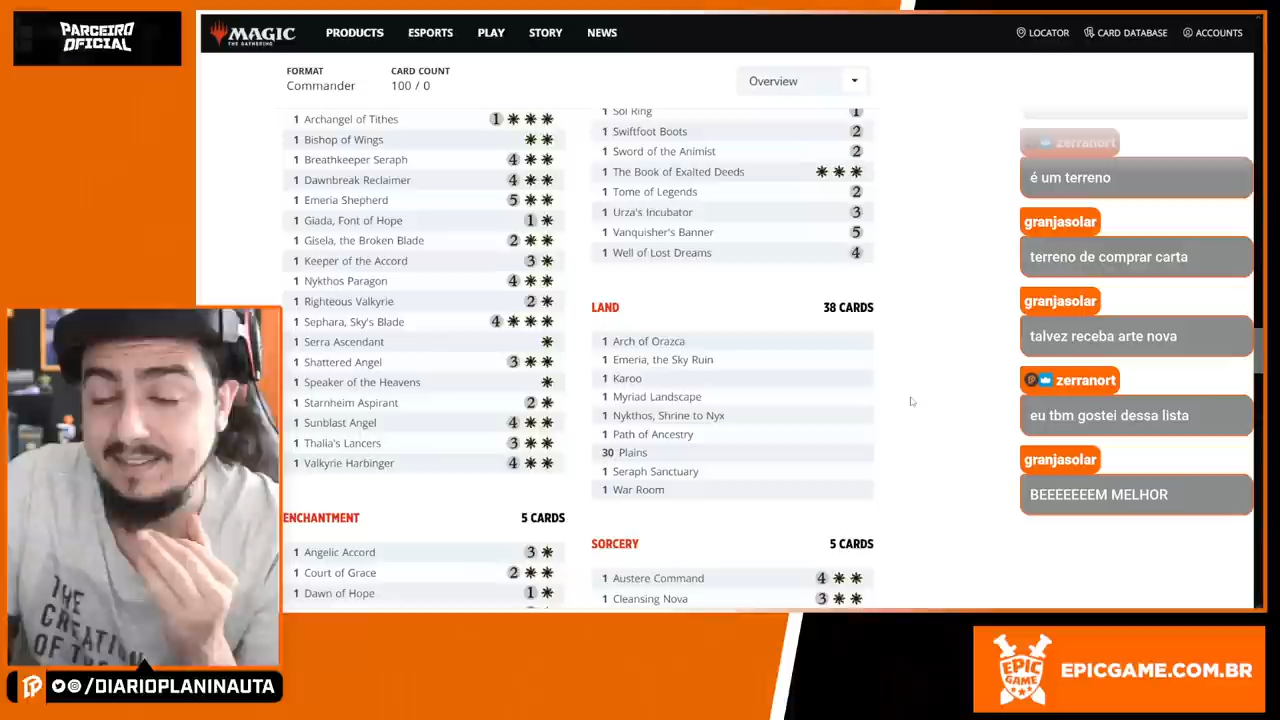 PARCEIRO
OFICIAL
MAGIC
THE GATHERING
PRODUCTS
ESPORTS
PLAY
STORY
NEWS
LOCATOR
CARD DATABASE
ACCOUNTS
FORMAT
Commander
CARD COUNT
100 / 0
Overview
1 Archangel of Tithes 1
1 Bishop of Wings
1 Breathkeeper Seraph 4
1 Dawnbreak Reclaimer 4
1 Emeria Shepherd 5
1 Giada, Font of Hope 1
1 Gisela, the Broken Blade 2
1 Keeper of the Accord 3
1 Nykthos Paragon 4
1 Righteous Valkyrie 2
1 Sephara, Sky's Blade 4
1 Serra Ascendant
1 Shattered Angel 3
1 Speaker of the Heavens
1 Starnheim Aspirant 2
1 Sunblast Angel 4
1 Thalia's Lancers 3
1 Valkyrie Harbinger 4
ENCHANTMENT 5 CARDS
1 Angelic Accord 3
1 Court of Grace 2
1 Dawn of Hope 1
1 Sol Ring 1
1 Swiftfoot Boots 2
1 Sword of the Animist 2
1 The Book of Exalted Deeds
1 Tome of Legends 2
1 Urza's Incubator 3
1 Vanquisher's Banner 5
1 Well of Lost Dreams 4
LAND 38 CARDS
1 Arch of Orazca
1 Emeria, the Sky Ruin
1 Karoo
1 Myriad Landscape
1 Nykthos, Shrine to Nyx
1 Path of Ancestry
30 Plains
1 Seraph Sanctuary
1 War Room
SORCERY 5 CARDS
1 Austere Command 4
1 Cleansing Nova 3
zerranort
é um terreno
granjasolar
terreno de comprar carta
granjasolar
talvez receba arte nova
zerranort
eu tbm gostei dessa lista
granjasolar
BEEEEEEEM MELHOR
THE
CREATION
OF THE
/DIARIOPLANINAUTA
EPIC
GAME
EPICGAME.COM.BR